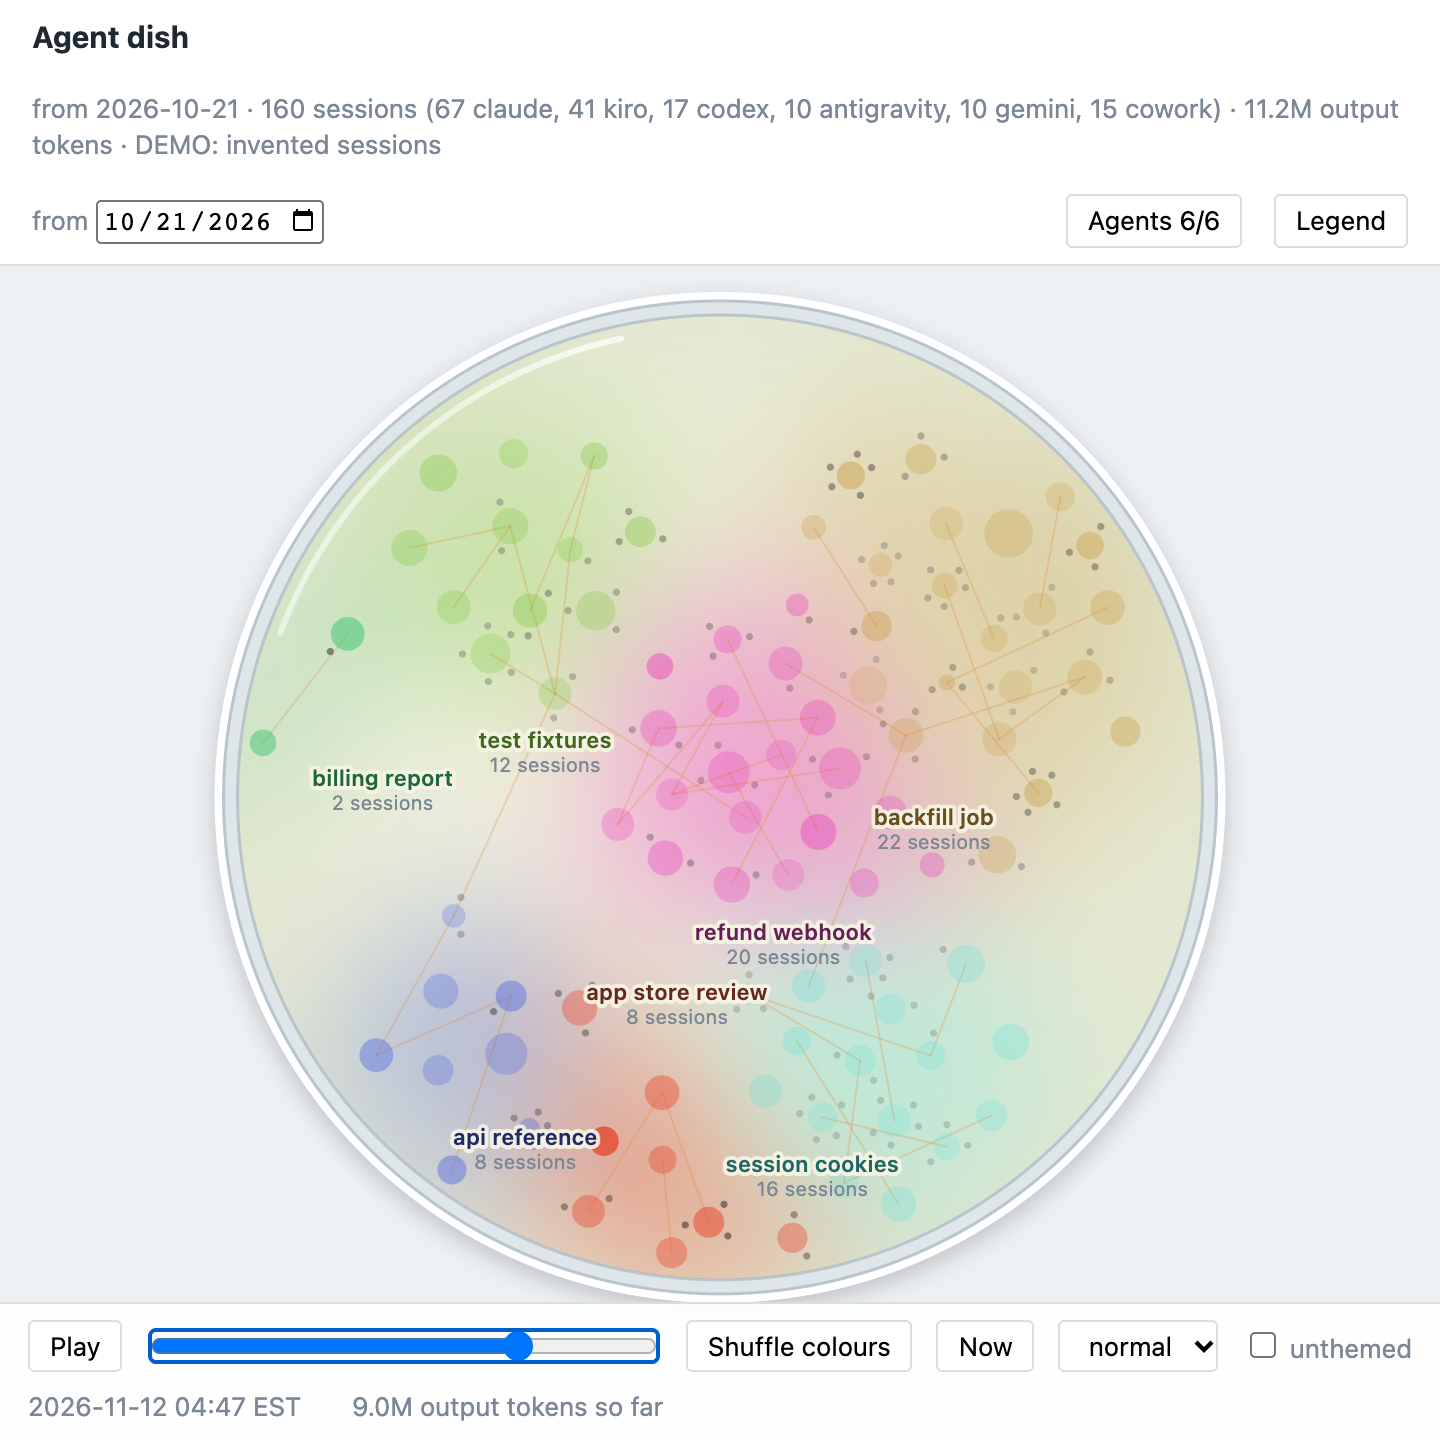 Agent dish
from 2026-10-21 · 160 sessions (67 claude, 41 kiro, 17 codex, 10 antigravity, 10 gemini, 15 cowork) · 11.2M output
tokens · DEMO: invented sessions
from 10/21/2026
Agents 6/6
Legend
test fixtures
12 sessions
billing report
2 sessions
backfill job
22 sessions
refund webhook
20 sessions
app store review
8 sessions
api reference
8 sessions
session cookies
16 sessions
Play
Shuffle colours
Now
normal
unthemed
2026-11-12 04:47 EST
9.0M output tokens so far